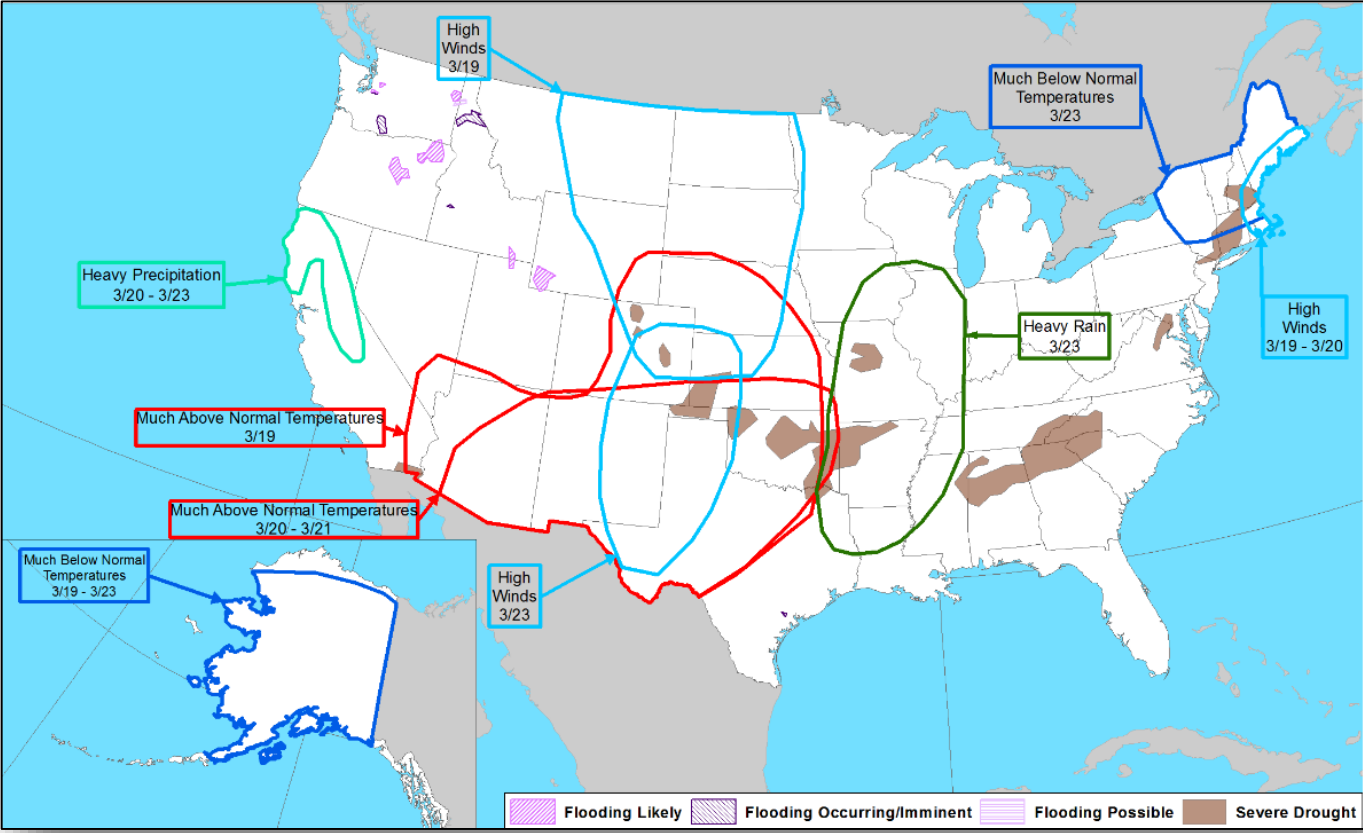 High
Winds
3/19
Much Below Normal
Temperatures
3/23
Heavy Precipitation
3/20 - 3/23
High
Winds
3/19 - 3/20
Heavy Rain
3/23
Much Above Normal Temperatures
3/19
Much Above Normal Temperatures
3/20 - 3/21
Much Below Normal
Temperatures
3/19 - 3/23
High
Winds
3/23
Flooding Likely
Flooding Occurring/Imminent
Flooding Possible
Severe Drought